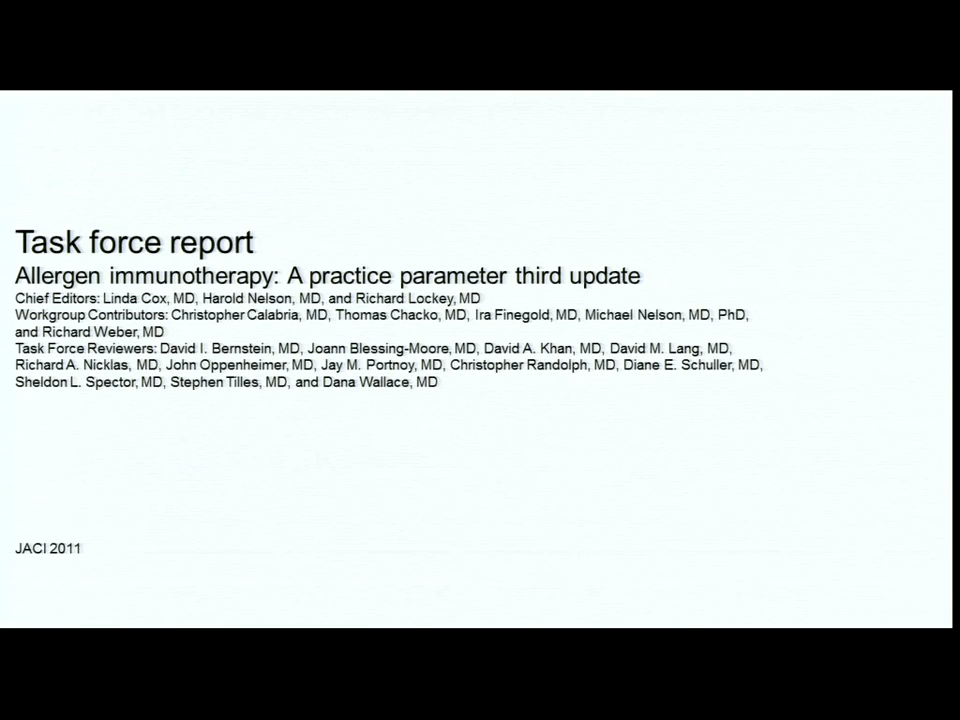 Task force report
Allergen immunotherapy: A practice parameter third update
Chief Editors: Linda Cox, MD, Harold Nelson, MD, and Richard Lockey, MD
Workgroup Contributors: Christopher Calabria, MD, Thomas Chacko, MD, Ira Finegold, MD, Michael Nelson, MD, PhD,
and Richard Weber, MD
Task Force Reviewers: David I. Bernstein, MD, Joann Blessing-Moore, MD, David A. Khan, MD, David M. Lang, MD,
Richard A. Nicklas, MD, John Oppenheimer, MD, Jay M. Portnoy, MD, Christopher Randolph, MD, Diane E. Schuller, MD,
Sheldon L. Spector, MD, Stephen Tilles, MD, and Dana Wallace, MD
JACI 2011